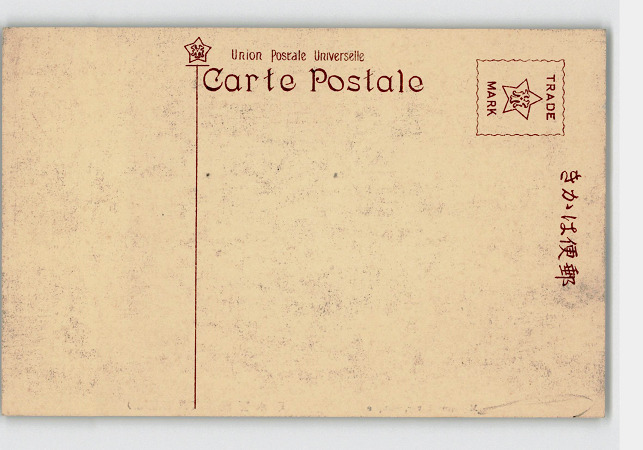 Union Postale Universelle
Carte Postale
TRADE
MARK
きかは便郵